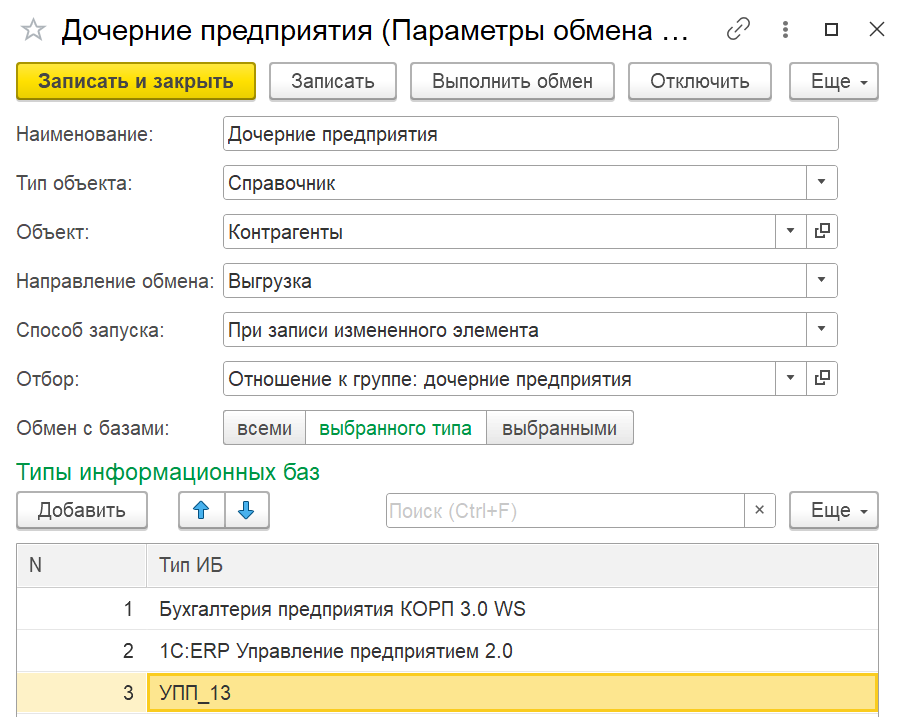 Дочерние предприятия (Параметры обмена ...
Записать и закрыть Записать Выполнить обмен Отключить Еще
Наименование: Дочерние предприятия
Тип объекта: Справочник
Объект: Контрагенты
Направление обмена: Выгрузка
Способ запуска: При записи измененного элемента
Отбор: Отношение к группе: дочерние предприятия
Обмен с базами: всеми выбранного типа выбранными
Типы информационных баз
Добавить Поиск (Ctrl+F) × Еще
N Тип ИБ
1 Бухгалтерия предприятия КОРП 3.0 WS
2 1С:ERP Управление предприятием 2.0
3 УПП_13